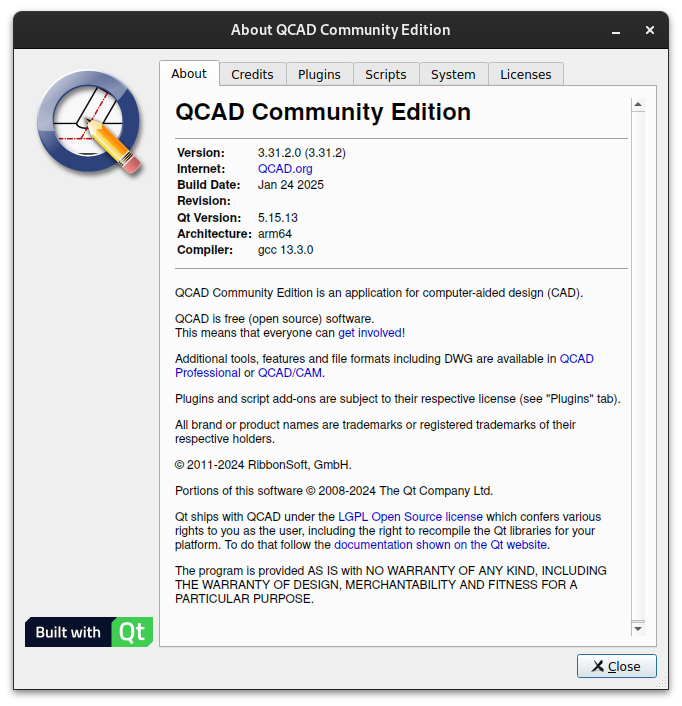 About QCAD Community Edition
About
Credits
Plugins
Scripts
System
Licenses
QCAD Community Edition
Version: 3.31.2.0 (3.31.2)
Internet: QCAD.org
Build Date: Jan 24 2025
Revision:
Qt Version: 5.15.13
Architecture: arm64
Compiler: gcc 13.3.0
QCAD Community Edition is an application for computer-aided design (CAD).
QCAD is free (open source) software.
This means that everyone can get involved!
Additional tools, features and file formats including DWG are available in QCAD
Professional or QCAD/CAM.
Plugins and script add-ons are subject to their respective license (see "Plugins" tab).
All brand or product names are trademarks or registered trademarks of their
respective holders.
© 2011-2024 RibbonSoft, GmbH.
Portions of this software © 2008-2024 The Qt Company Ltd.
Qt ships with QCAD under the LGPL Open Source license which confers various
rights to you as the user, including the right to recompile the Qt libraries for your
platform. To do that follow the documentation shown on the Qt website.
The program is provided AS IS with NO WARRANTY OF ANY KIND, INCLUDING
THE WARRANTY OF DESIGN, MERCHANTABILITY AND FITNESS FOR A
PARTICULAR PURPOSE.
Built with Qt
Close